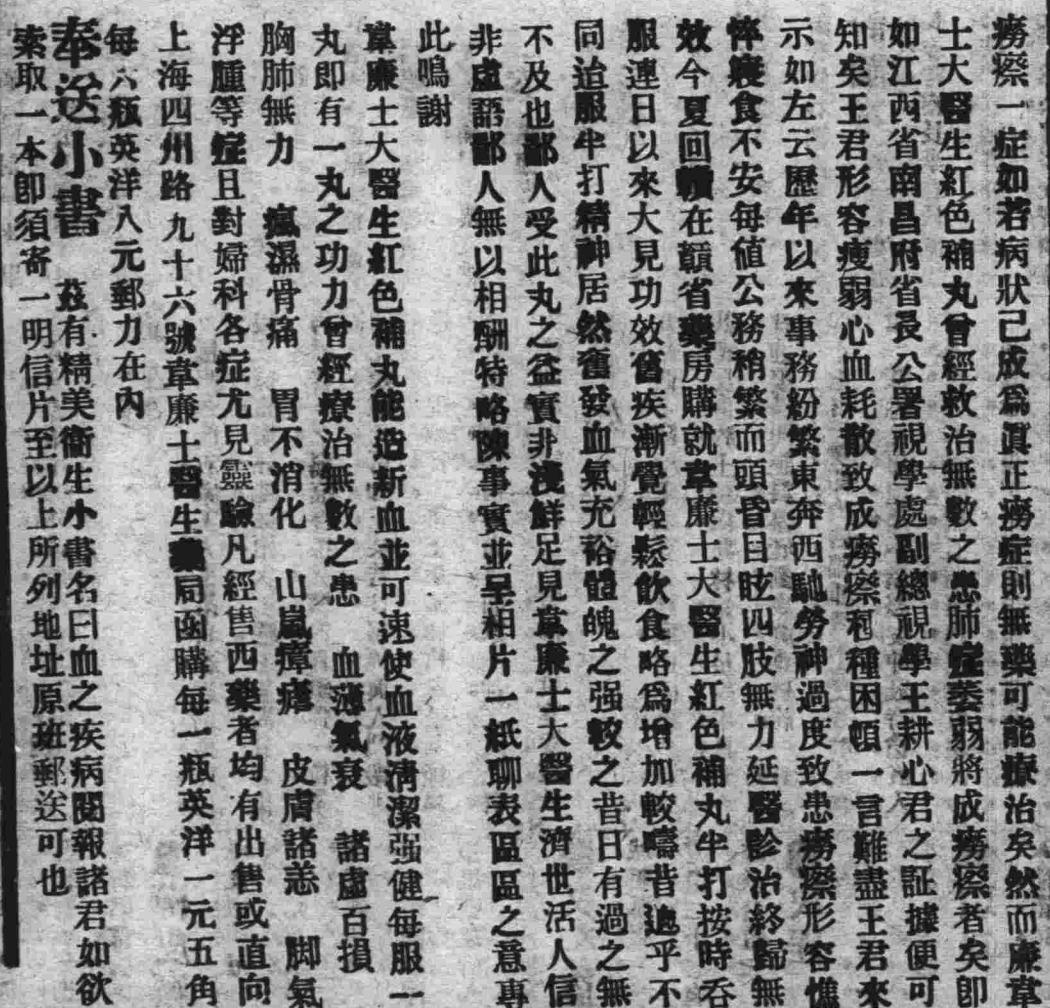 癆瘵一症如若病狀已成爲眞正癆症則無藥可能療治矣然而廉韋
士大醫生紅色補丸曾經救治無數之患肺症萎弱將成癆瘵者矣卽
如江西省南昌府省長公署視學處副總視學王耕心君之証據便可
知矣王君形容瘦弱心血耗散致成癆瘵種種困頓一言難盡王君來
示如左云歷年以來事務紛繁東奔西馳勞神過度致患癆瘵形容憔
悴寢食不安每値公務稍繁而頭昏目眩四肢無力延醫診治終歸無
效今夏回贛在贛省藥房購就韋廉士大醫生紅色補丸半打按時吞
服連日以來大見功效舊疾漸覺輕鬆飲食略爲增加較疇昔逈乎不
同迨服半打精神居然奮發血氣充裕體魄之强較之昔日有過之無
不及也鄙人受此丸之益實非淺鮮足見韋廉士大醫生濟世活人信
非虛語鄙人無以相酬特略陳事實並呈相片一紙聊表區區之意專
此鳴謝
韋廉士大醫生紅色補丸能造新血並可速使血液淸潔强健每服一
丸即有一丸之功力曾經療治無數之患　血薄氣衰　諸虛百損
胸肺無力　瘋濕骨痛　胃不消化　山嵐瘴瘧　皮膚諸恙　脚氣
浮腫等症且對婦科各症尤見靈驗凡經售西藥者均有出售或直向
上海四川路九十六號韋廉士醫生藥局函購每一瓶英洋一元五角
每六瓶英洋八元郵力在內
奉送小書　茲有精美衞生小書名曰血之疾病閱報諸君如欲
索取一本卽須寄一明信片至以上所列地址原班郵送可也